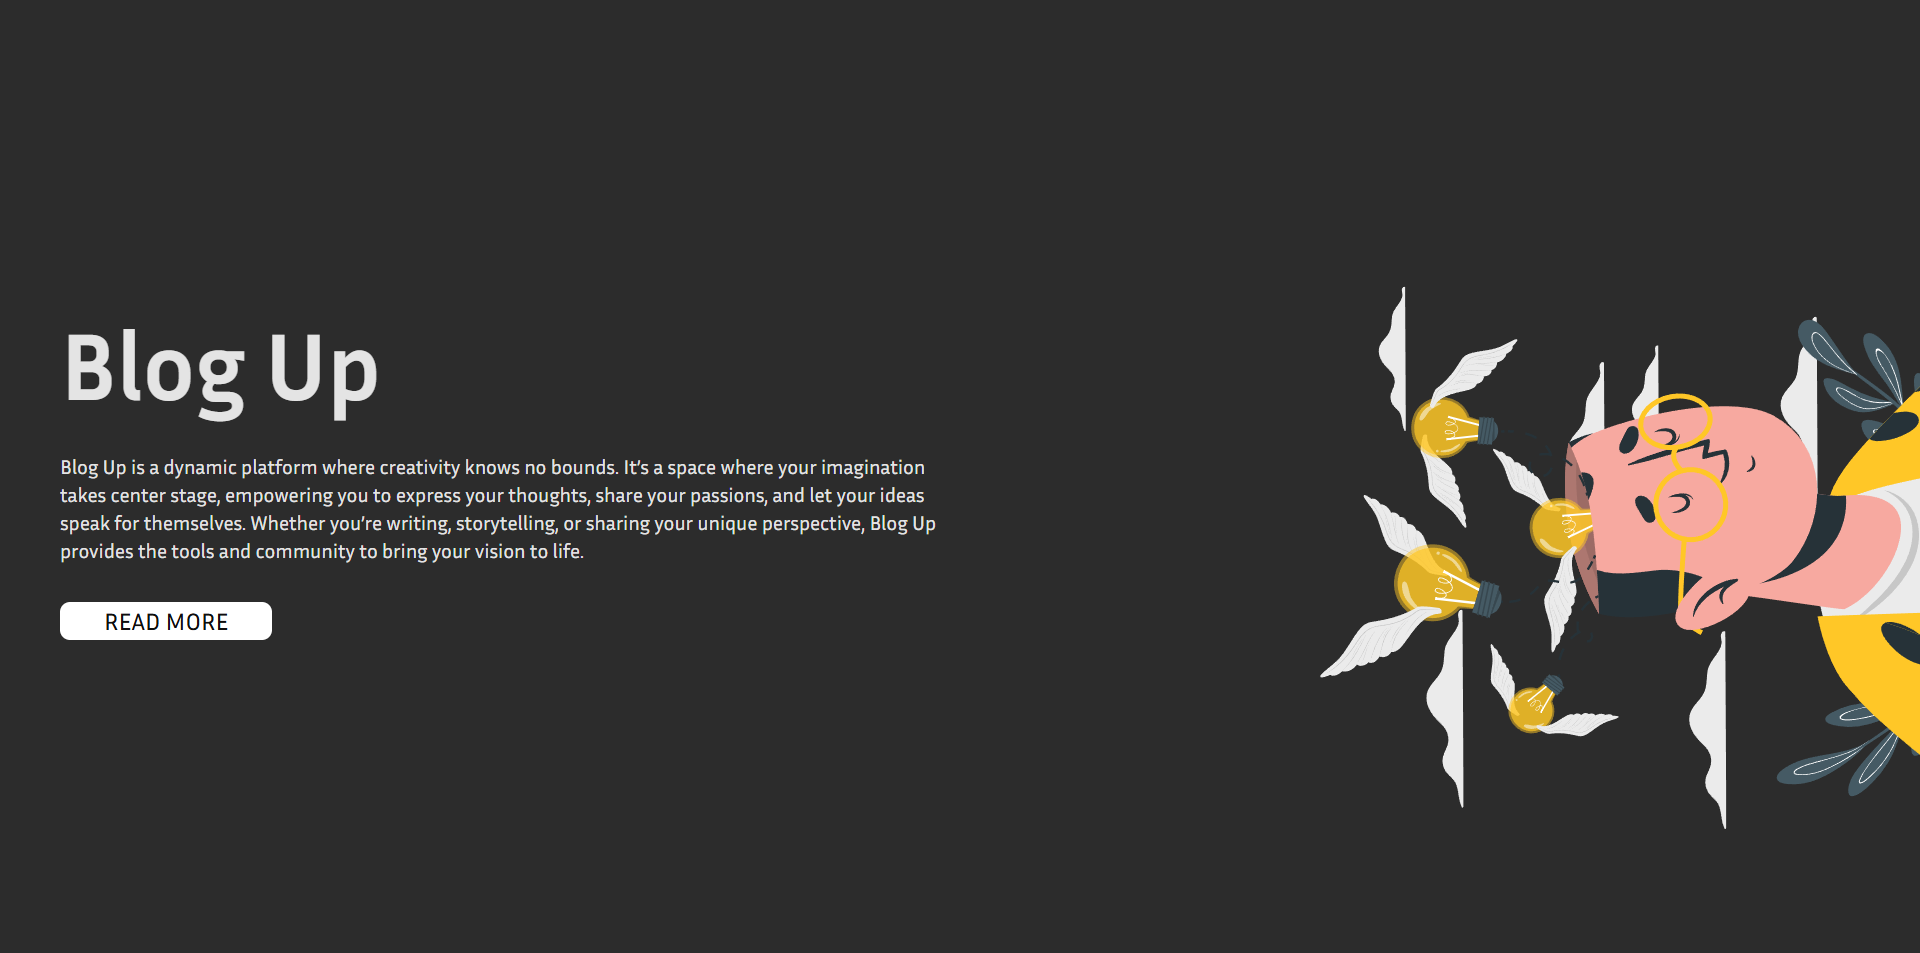 Blog Up
Blog Up is a dynamic platform where creativity knows no bounds. It’s a space where your imagination
takes center stage, empowering you to express your thoughts, share your passions, and let your ideas
speak for themselves. Whether you’re writing, storytelling, or sharing your unique perspective, Blog Up
provides the tools and community to bring your vision to life.
READ MORE